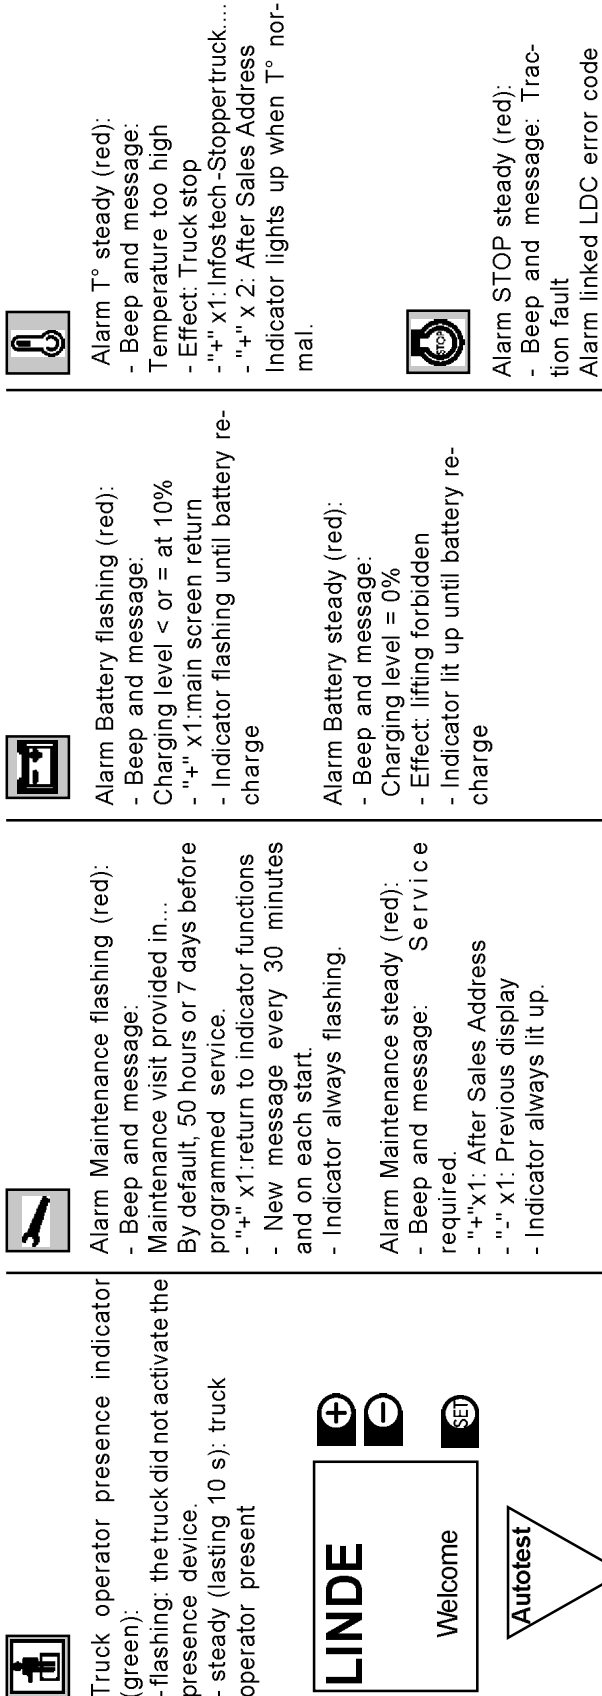 Truck operator presence indicator
(green):
- flashing: the truck did not activate the
presence device.
- steady (lasting 10 s): truck
operator present
LINDE
Welcome
+
−
SET
Autotest
Alarm Maintenance flashing (red):
- Beep and message:
Maintenance visit provided in...
By default, 50 hours or 7 days before
programmed service.
- "+" x1:return to indicator functions
- New message every 30 minutes
and on each start.
- Indicator always flashing.
Alarm Maintenance steady (red):
- Beep and message: Service
required.
- "+"x1: After Sales Address
- "-" x1: Previous display
- Indicator always lit up.
Alarm Battery flashing (red):
- Beep and message:
Charging level < or = at 10%
- "+" x1:main screen return
- Indicator flashing until battery re-
charge
Alarm Battery steady (red):
- Beep and message:
Charging level = 0%
- Effect: lifting forbidden
- Indicator lit up until battery re-
charge
Alarm T° steady (red):
- Beep and message:
Temperature too high
- Effect: Truck stop
- "+" x1: Infos tech -Stopper truck....
- "+" x 2: After Sales Address
Indicator lights up when T° nor-
mal.
STOP
Alarm STOP steady (red):
- Beep and message: Trac-
tion fault
Alarm linked LDC error code